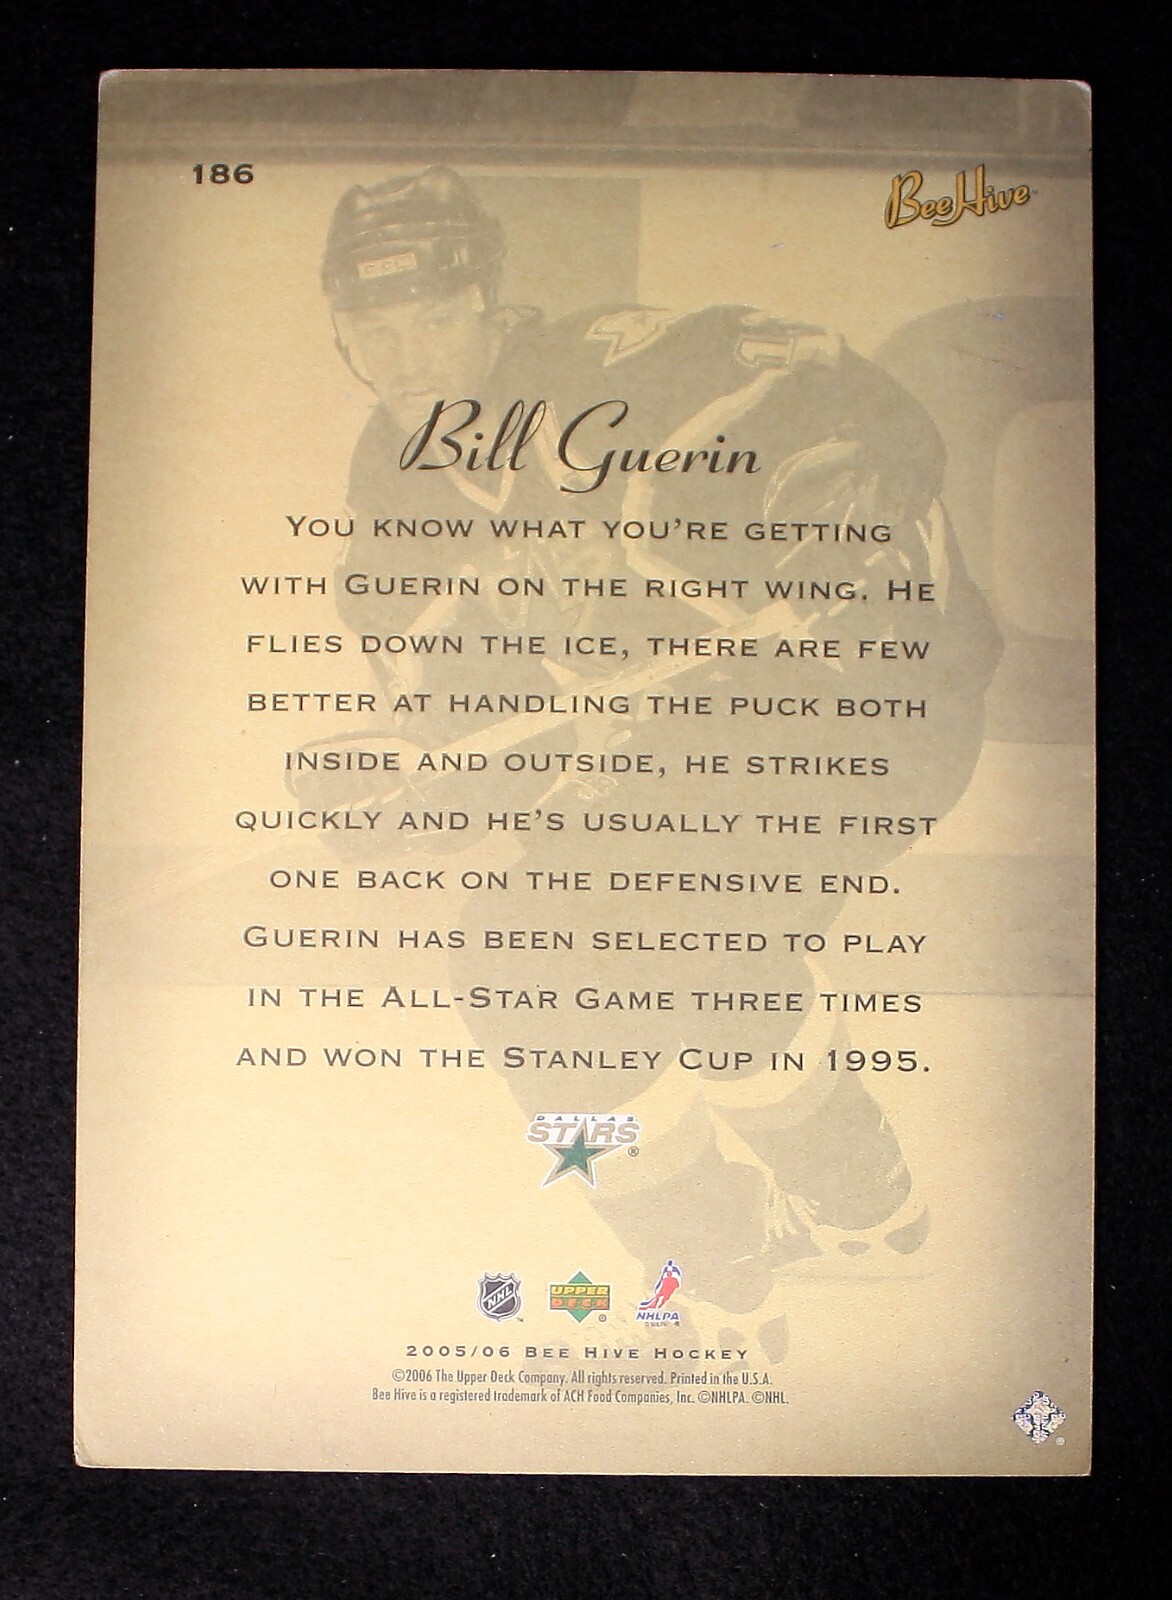 186
Bee Hive
CCM
Bill Guerin
You know what you're getting
with Guerin on the right wing. He
flies down the ice, there are few
better at handling the puck both
inside and outside, he strikes
quickly and he's usually the first
one back on the defensive end.
Guerin has been selected to play
in the All-Star Game three times
and won the Stanley Cup in 1995.
DALLAS
STARS®
NHL
UPPER
DECK
NHLPA
2005/06 Bee Hive Hockey
©2006 The Upper Deck Company. All rights reserved. Printed in the U.S.A.
Bee Hive is a registered trademark of ACH Food Companies, Inc. ©NHLPA. ©NHL.